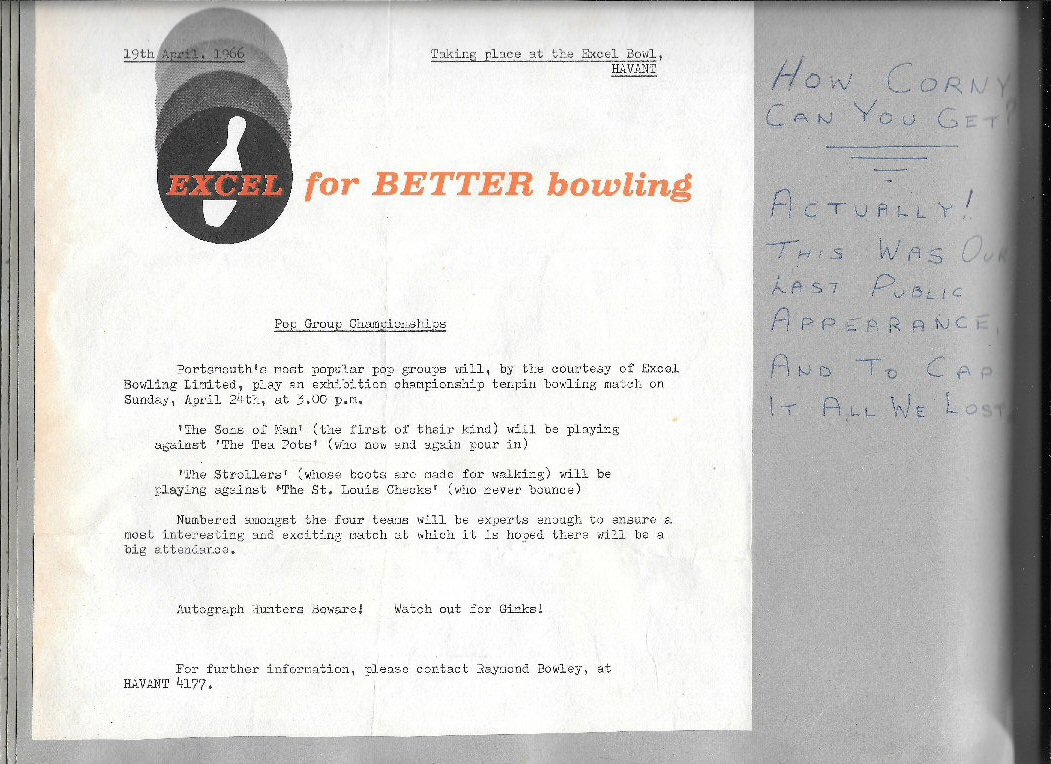 19th April. 1966
Taking place at the Excel Bowl,
HAVANT
EXCEL for BETTER bowling
Pop Group Championships
Portsmouth's most popular pop groups will, by the courtesy of Excel
Bowling Limited, play an exhibition championship tenpin bowling match on
Sunday, April 24th, at 3.00 p.m.
'The Sons of Man' (the first of their kind) will be playing
against 'The Tea Pots' (who now and again pour in)
'The Strollers' (whose boots are made for walking) will be
playing against "The St. Louis Checks' (who never bounce)
Numbered amongst the four teams will be experts enough to ensure a
most interesting and exciting match at which it is hoped there will be a
big attendance.
Autograph Hunters Beware! Watch out for Ginks!
For further information, please contact Raymond Bowley, at
HAVANT 4177.
HOW CORNY
CAN YOU GET?
ACTUALLY!
THIS WAS OUR
LAST PUBLIC
APPEARANCE,
AND TO CAP
IT ALL WE LOST